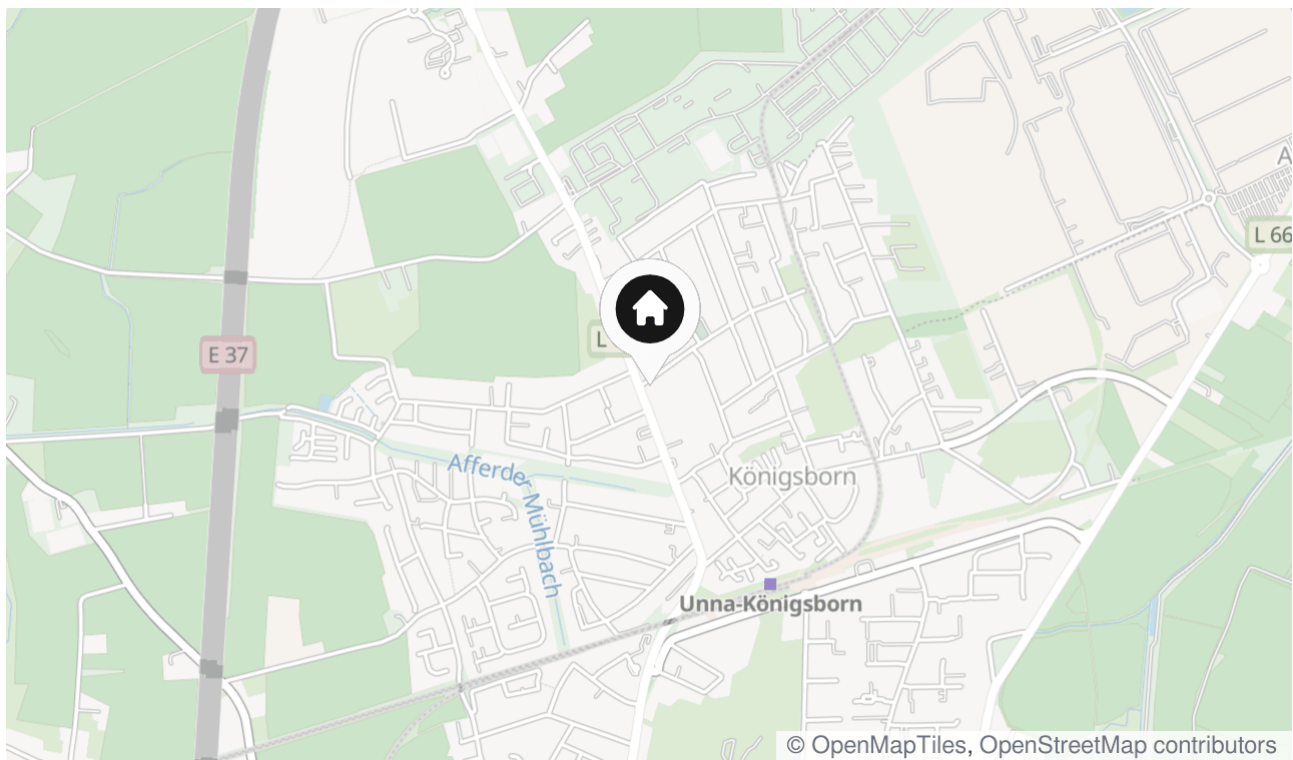 A
L 66
L
E 37
Afferder Mühlbach
Königsborn
Unna-Königsborn
© OpenMapTiles, OpenStreetMap contributors